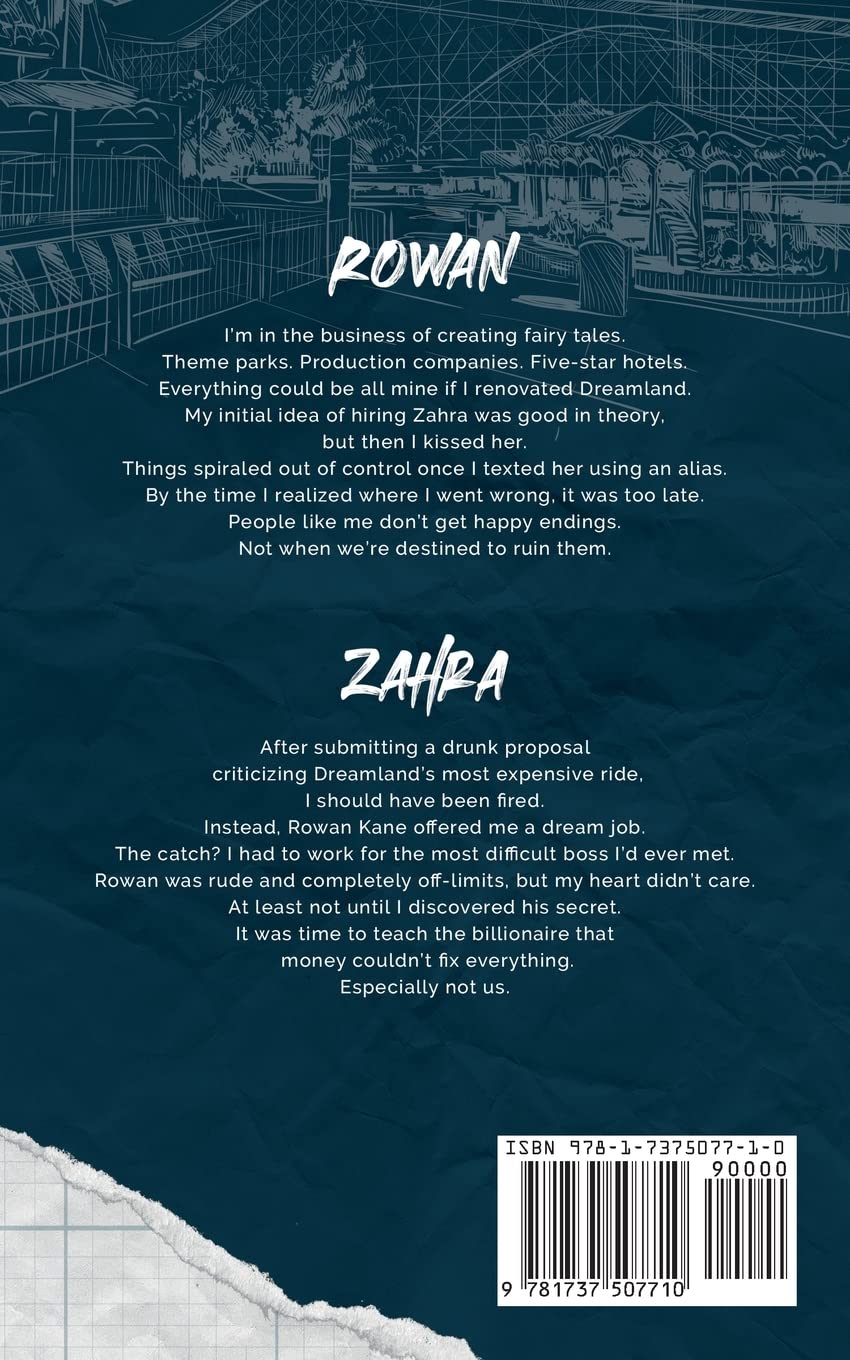 ROWAN
I'm in the business of creating fairy tales.
Theme parks. Production companies. Five-star hotels.
Everything could be all mine if I renovated Dreamland.
My initial idea of hiring Zahra was good in theory,
but then I kissed her.
Things spiraled out of control once I texted her using an alias.
By the time I realized where I went wrong, it was too late.
People like me don't get happy endings.
Not when we're destined to ruin them.
ZAHRA
After submitting a drunk proposal
criticizing Dreamland's most expensive ride,
I should have been fired.
Instead, Rowan Kane offered me a dream job.
The catch? I had to work for the most difficult boss I'd ever met.
Rowan was rude and completely off-limits, but my heart didn't care.
At least not until I discovered his secret.
It was time to teach the billionaire that
money couldn't fix everything.
Especially not us.
ISBN 978-1-7375077-1-0
90000
9 781737 507710